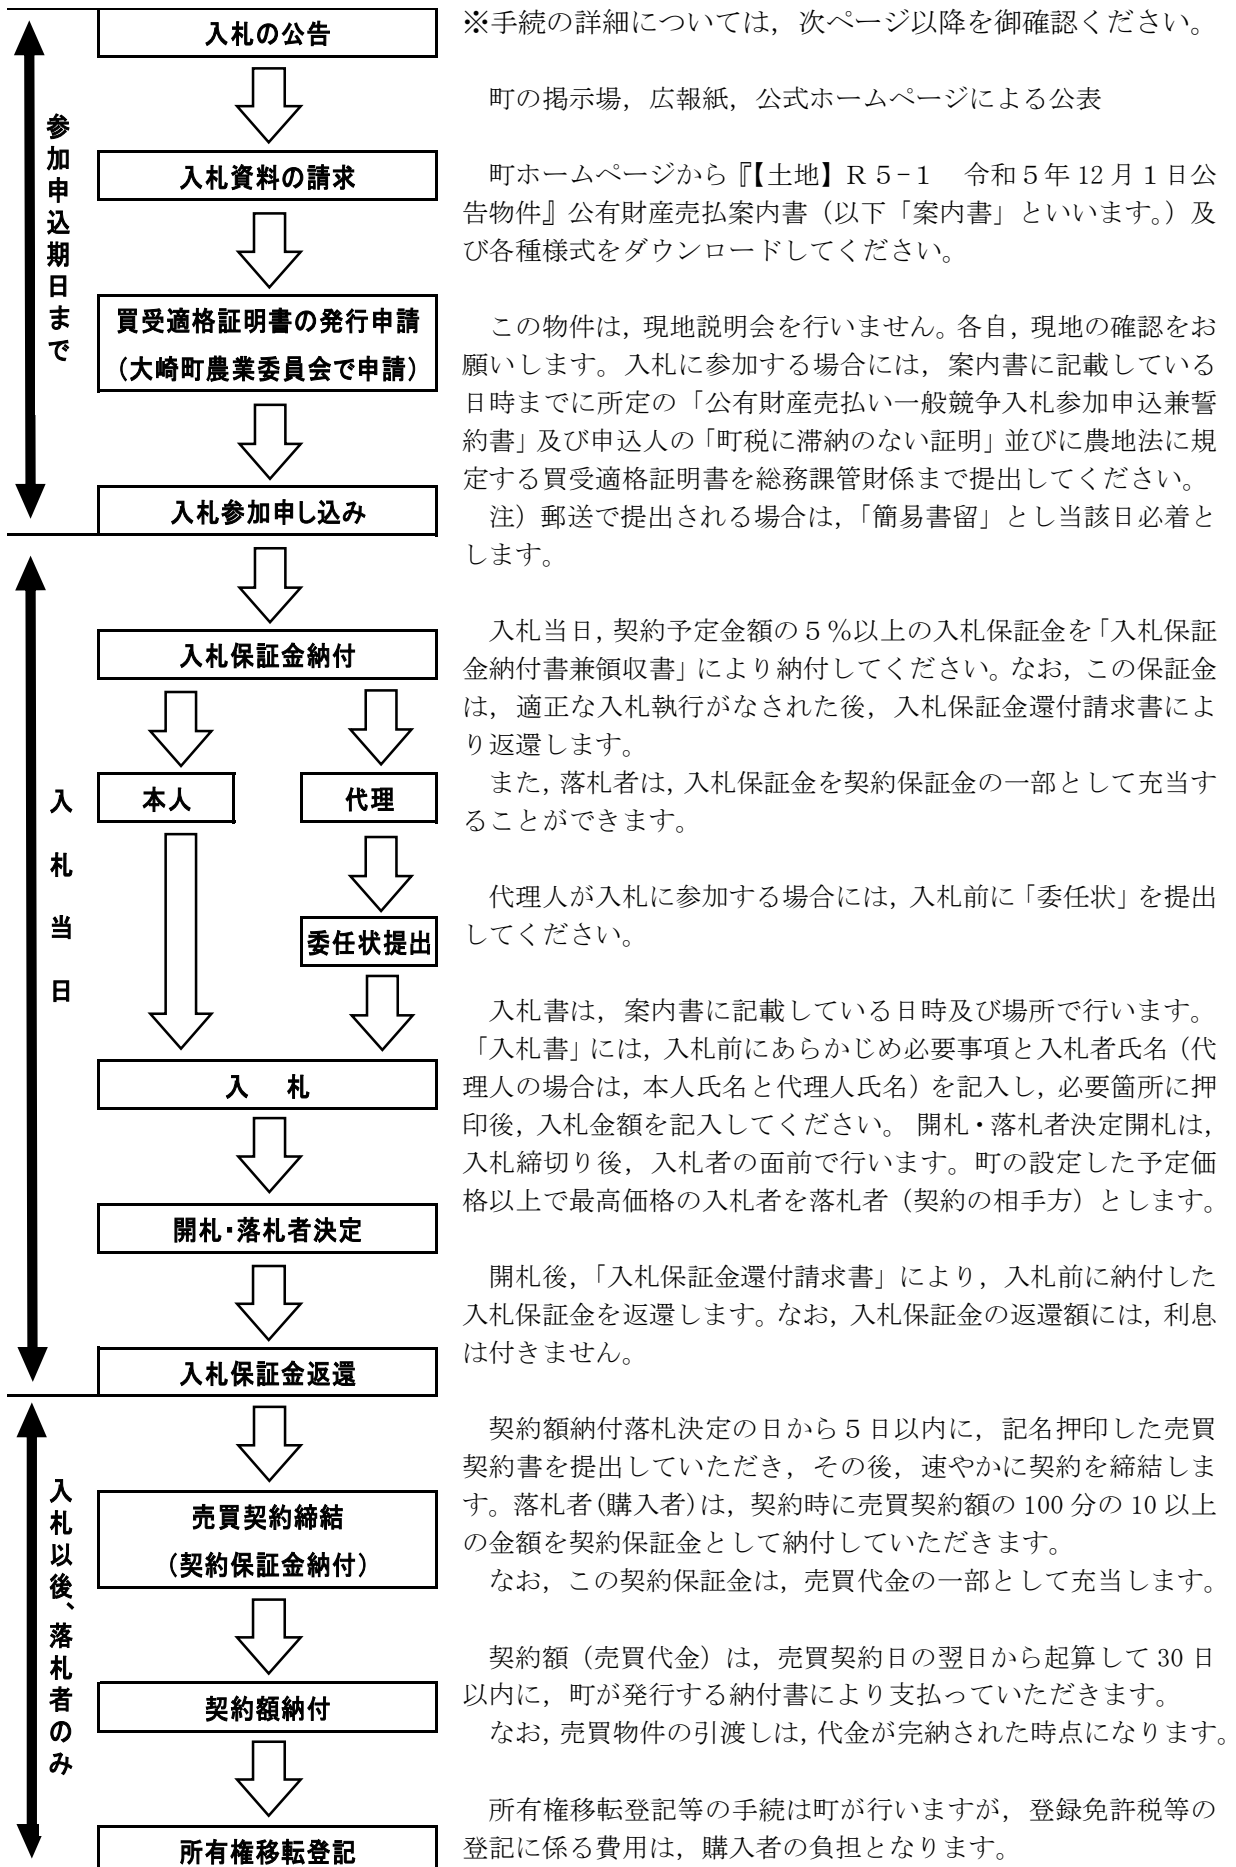 ※手続の詳細については，次ページ以降を御確認ください。
参加申込期日まで
入札の公告
入札資料の請求
買受適格証明書の発行申請
（大崎町農業委員会で申請）
入札参加申し込み
町の掲示場，広報紙，公式ホームページによる公表
町ホームページから『【土地】Ｒ５-１　令和５年12月１日公
告物件』公有財産売払案内書（以下「案内書」といいます。）及
び各種様式をダウンロードしてください。
この物件は，現地説明会を行いません。各自，現地の確認をお
願いします。入札に参加する場合には，案内書に記載している
日時までに所定の「公有財産売払い一般競争入札参加申込兼誓
約書」及び申込人の「町税に滞納のない証明」並びに農地法に規
定する買受適格証明書を総務課管財係まで提出してください。
注）郵送で提出される場合は，「簡易書留」とし当該日必着と
します。
入札当日
入札保証金納付
本人
代理
委任状提出
入　札
開札・落札者決定
入札保証金返還
入札当日，契約予定金額の５％以上の入札保証金を「入札保証
金納付書兼領収書」により納付してください。なお，この保証金
は，適正な入札執行がなされた後，入札保証金還付請求書によ
り返還します。
また，落札者は，入札保証金を契約保証金の一部として充当す
ることができます。
代理人が入札に参加する場合には，入札前に「委任状」を提出
してください。
入札書は，案内書に記載している日時及び場所で行います。
「入札書」には，入札前にあらかじめ必要事項と入札者氏名（代
理人の場合は，本人氏名と代理人氏名）を記入し，必要箇所に押
印後，入札金額を記入してください。 開札・落札者決定開札は，
入札締切り後，入札者の面前で行います。町の設定した予定価
格以上で最高価格の入札者を落札者（契約の相手方）とします。
開札後，「入札保証金還付請求書」により，入札前に納付した
入札保証金を返還します。なお，入札保証金の返還額には，利息
は付きません。
入札以後、落札者のみ
売買契約締結
（契約保証金納付）
契約額納付
所有権移転登記
契約額納付落札決定の日から５日以内に，記名押印した売買
契約書を提出していただき，その後，速やかに契約を締結しま
す。落札者(購入者)は，契約時に売買契約額の100分の10以上
の金額を契約保証金として納付していただきます。
なお，この契約保証金は，売買代金の一部として充当します。
契約額（売買代金）は，売買契約日の翌日から起算して30日
以内に，町が発行する納付書により支払っていただきます。
なお，売買物件の引渡しは，代金が完納された時点になります。
所有権移転登記等の手続は町が行いますが，登録免許税等の
登記に係る費用は，購入者の負担となります。